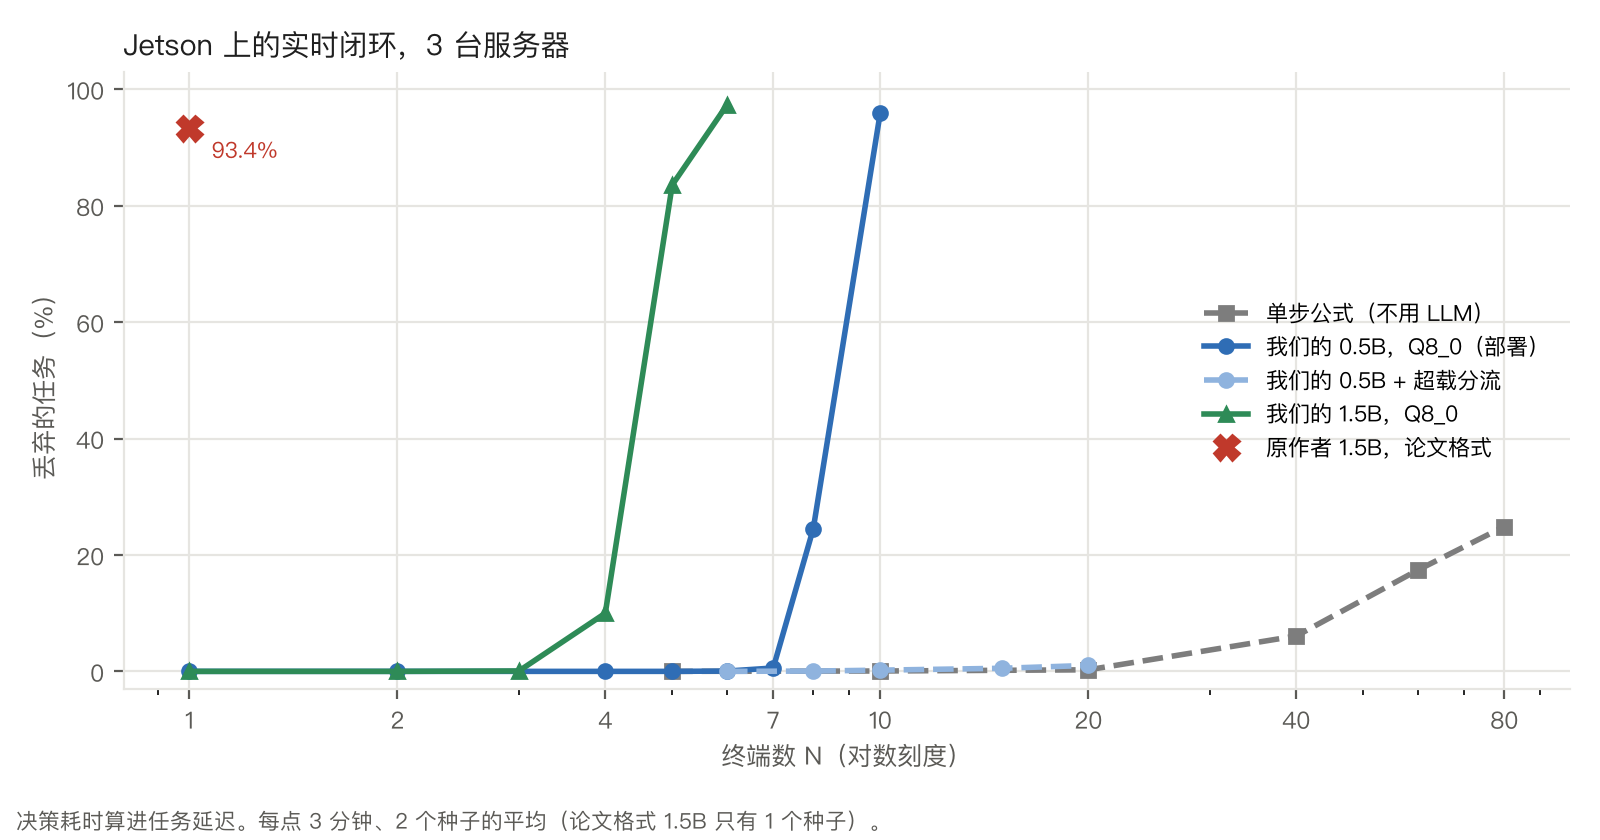 Jetson 上的实时闭环，3 台服务器
100
80
60
40
20
0
丢弃的任务（%）
93.4%
单步公式（不用 LLM）
我们的 0.5B，Q8_0（部署）
我们的 0.5B + 超载分流
我们的 1.5B，Q8_0
原作者 1.5B，论文格式
1
2
4
7
10
20
40
80
终端数 N（对数刻度）
决策耗时算进任务延迟。每点 3 分钟、2 个种子的平均（论文格式 1.5B 只有 1 个种子）。